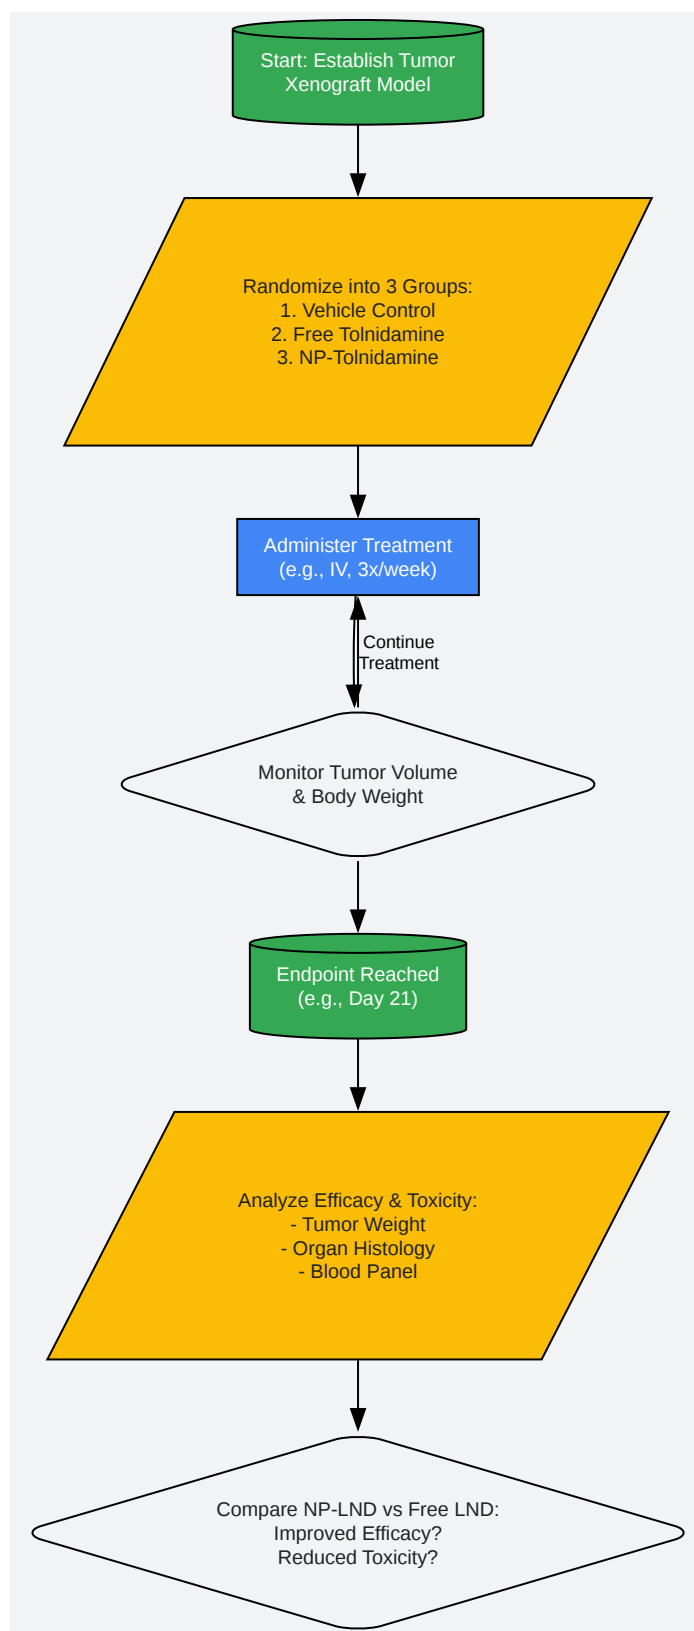 Start: Establish Tumor
Xenograft Model
Randomize into 3 Groups:
1. Vehicle Control
2. Free Tolnidamine
3. NP-Tolnidamine
Administer Treatment
(e.g., IV, 3x/week)
Continue
Treatment
Monitor Tumor Volume
& Body Weight
Endpoint Reached
(e.g., Day 21)
Analyze Efficacy & Toxicity:
- Tumor Weight
- Organ Histology
- Blood Panel
Compare NP-LND vs Free LND:
Improved Efficacy?
Reduced Toxicity?